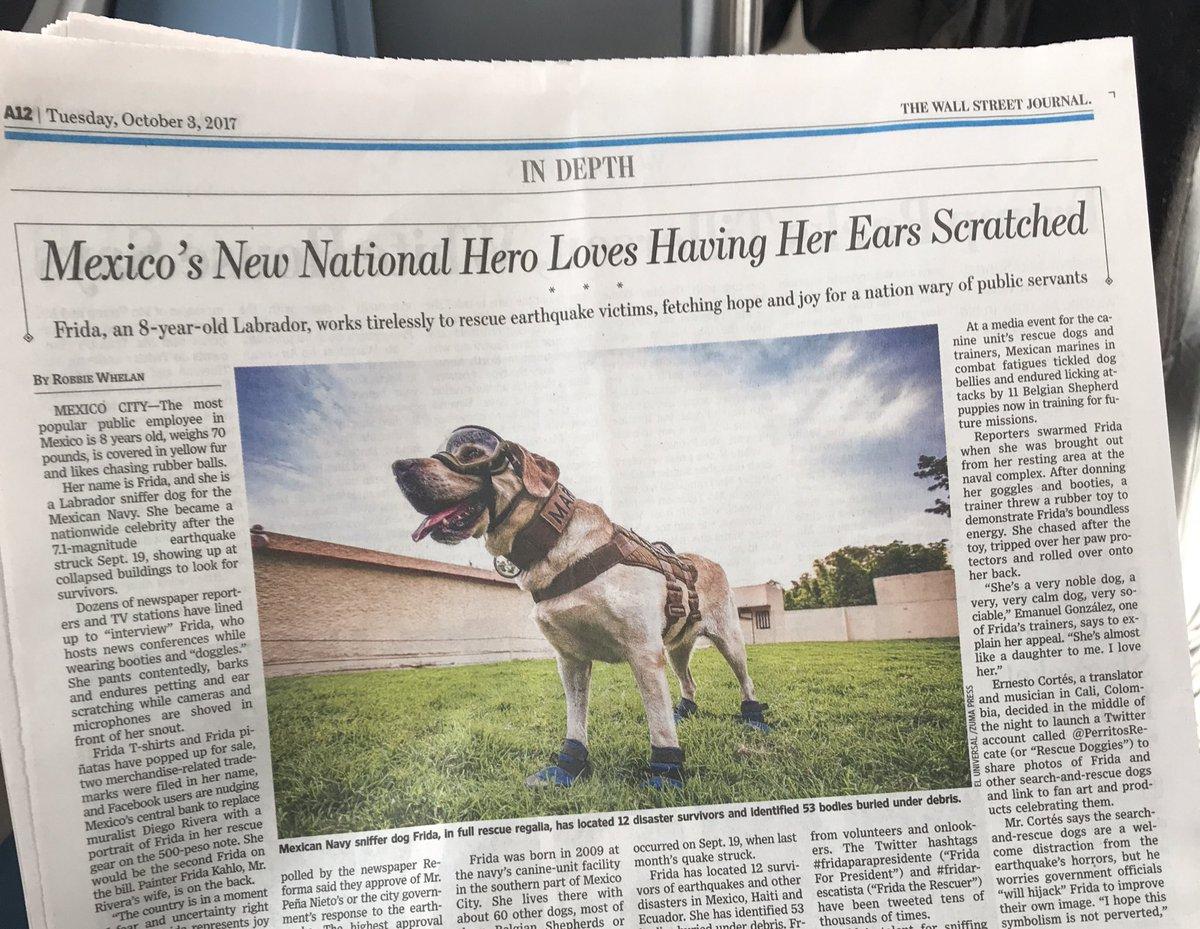 A12 | Tuesday, October 3, 2017
THE WALL STREET JOURNAL.
IN DEPTH
Mexico's New National Hero Loves Having Her Ears Scratched
* * *
Frida, an 8-year-old Labrador, works tirelessly to rescue earthquake victims, fetching hope and joy for a nation wary of public servants
BY ROBBIE WHELAN
MEXICO CITY—The most
popular public employee in
Mexico is 8 years old, weighs 70
pounds, is covered in yellow fur
and likes chasing rubber balls.
Her name is Frida, and she is
a Labrador sniffer dog for the
Mexican Navy. She became a
nationwide celebrity after the
7.1-magnitude earthquake
struck Sept. 19, showing up at
collapsed buildings to look for
survivors.
Dozens of newspaper report-
ers and TV stations have lined
up to “interview” Frida, who
hosts news conferences while
wearing booties and “doggles.”
She pants contentedly, barks
and endures petting and ear
scratching while cameras and
microphones are shoved in
front of her snout.
Frida T-shirts and Frida pi-
ñatas have popped up for sale,
two merchandise-related trade-
marks were filed in her name,
and Facebook users are nudging
Mexico's central bank to replace
muralist Diego Rivera with a
portrait of Frida in her rescue
gear on the 500-peso note. She
would be the second Frida on
the bill. Painter Frida Kahlo, Mr.
Rivera's wife, is on the back.
“The country is in a moment
fear, and uncertainty right
represents joy
MAR
EL UNIVERSAL/ZUMA PRESS
Mexican Navy sniffer dog Frida, in full rescue regalia, has located 12 disaster survivors and identified 53 bodies buried under debris.
polled by the newspaper Re-
forma said they approve of Mr.
Peña Nieto's or the city govern-
ment's response to the earth-
The highest approval
Frida was born in 2009 at
the navy's canine-unit facility
in the southern part of Mexico
City. She lives there with
about 60 other dogs, most of
Belgian Shepherds or
occurred on Sept. 19, when last
month's quake struck.
Frida has located 12 survi-
vors of earthquakes and other
disasters in Mexico, Haiti and
Ecuador. She has identified 53
buried under debris. Fr-
from volunteers and onlook-
ers. The Twitter hashtags
#fridaparapresidente (“Frida
For President”) and #fridar-
escatista (“Frida the Rescuer”)
have been tweeted tens of
thousands of times.
for sniffing
At a media event for the ca-
nine unit's rescue dogs and
trainers, Mexican marines in
combat fatigues tickled dog
bellies and endured licking at-
tacks by 11 Belgian Shepherd
puppies now in training for fu-
ture missions.
Reporters swarmed Frida
when she was brought out
from her resting area at the
naval complex. After donning
her goggles and booties, a
trainer threw a rubber toy to
demonstrate Frida's boundless
energy. She chased after the
toy, tripped over her paw pro-
tectors and rolled over onto
her back.
“She's a very noble dog, a
very, very calm dog, very so-
ciable,” Emanuel González, one
of Frida's trainers, says to ex-
plain her appeal. “She's almost
like a daughter to me. I love
her.”
Ernesto Cortés, a translator
and musician in Cali, Colom-
bia, decided in the middle of
the night to launch a Twitter
account called @PerritosRe-
cate (or “Rescue Doggies”) to
share photos of Frida and
other search-and-rescue dogs
and link to fan art and prod-
ucts celebrating them.
Mr. Cortés says the search-
and-rescue dogs are a wel-
come distraction from the
earthquake's horrors, but he
worries government officials
“will hijack” Frida to improve
their own image. “I hope this
symbolism is not perverted,”